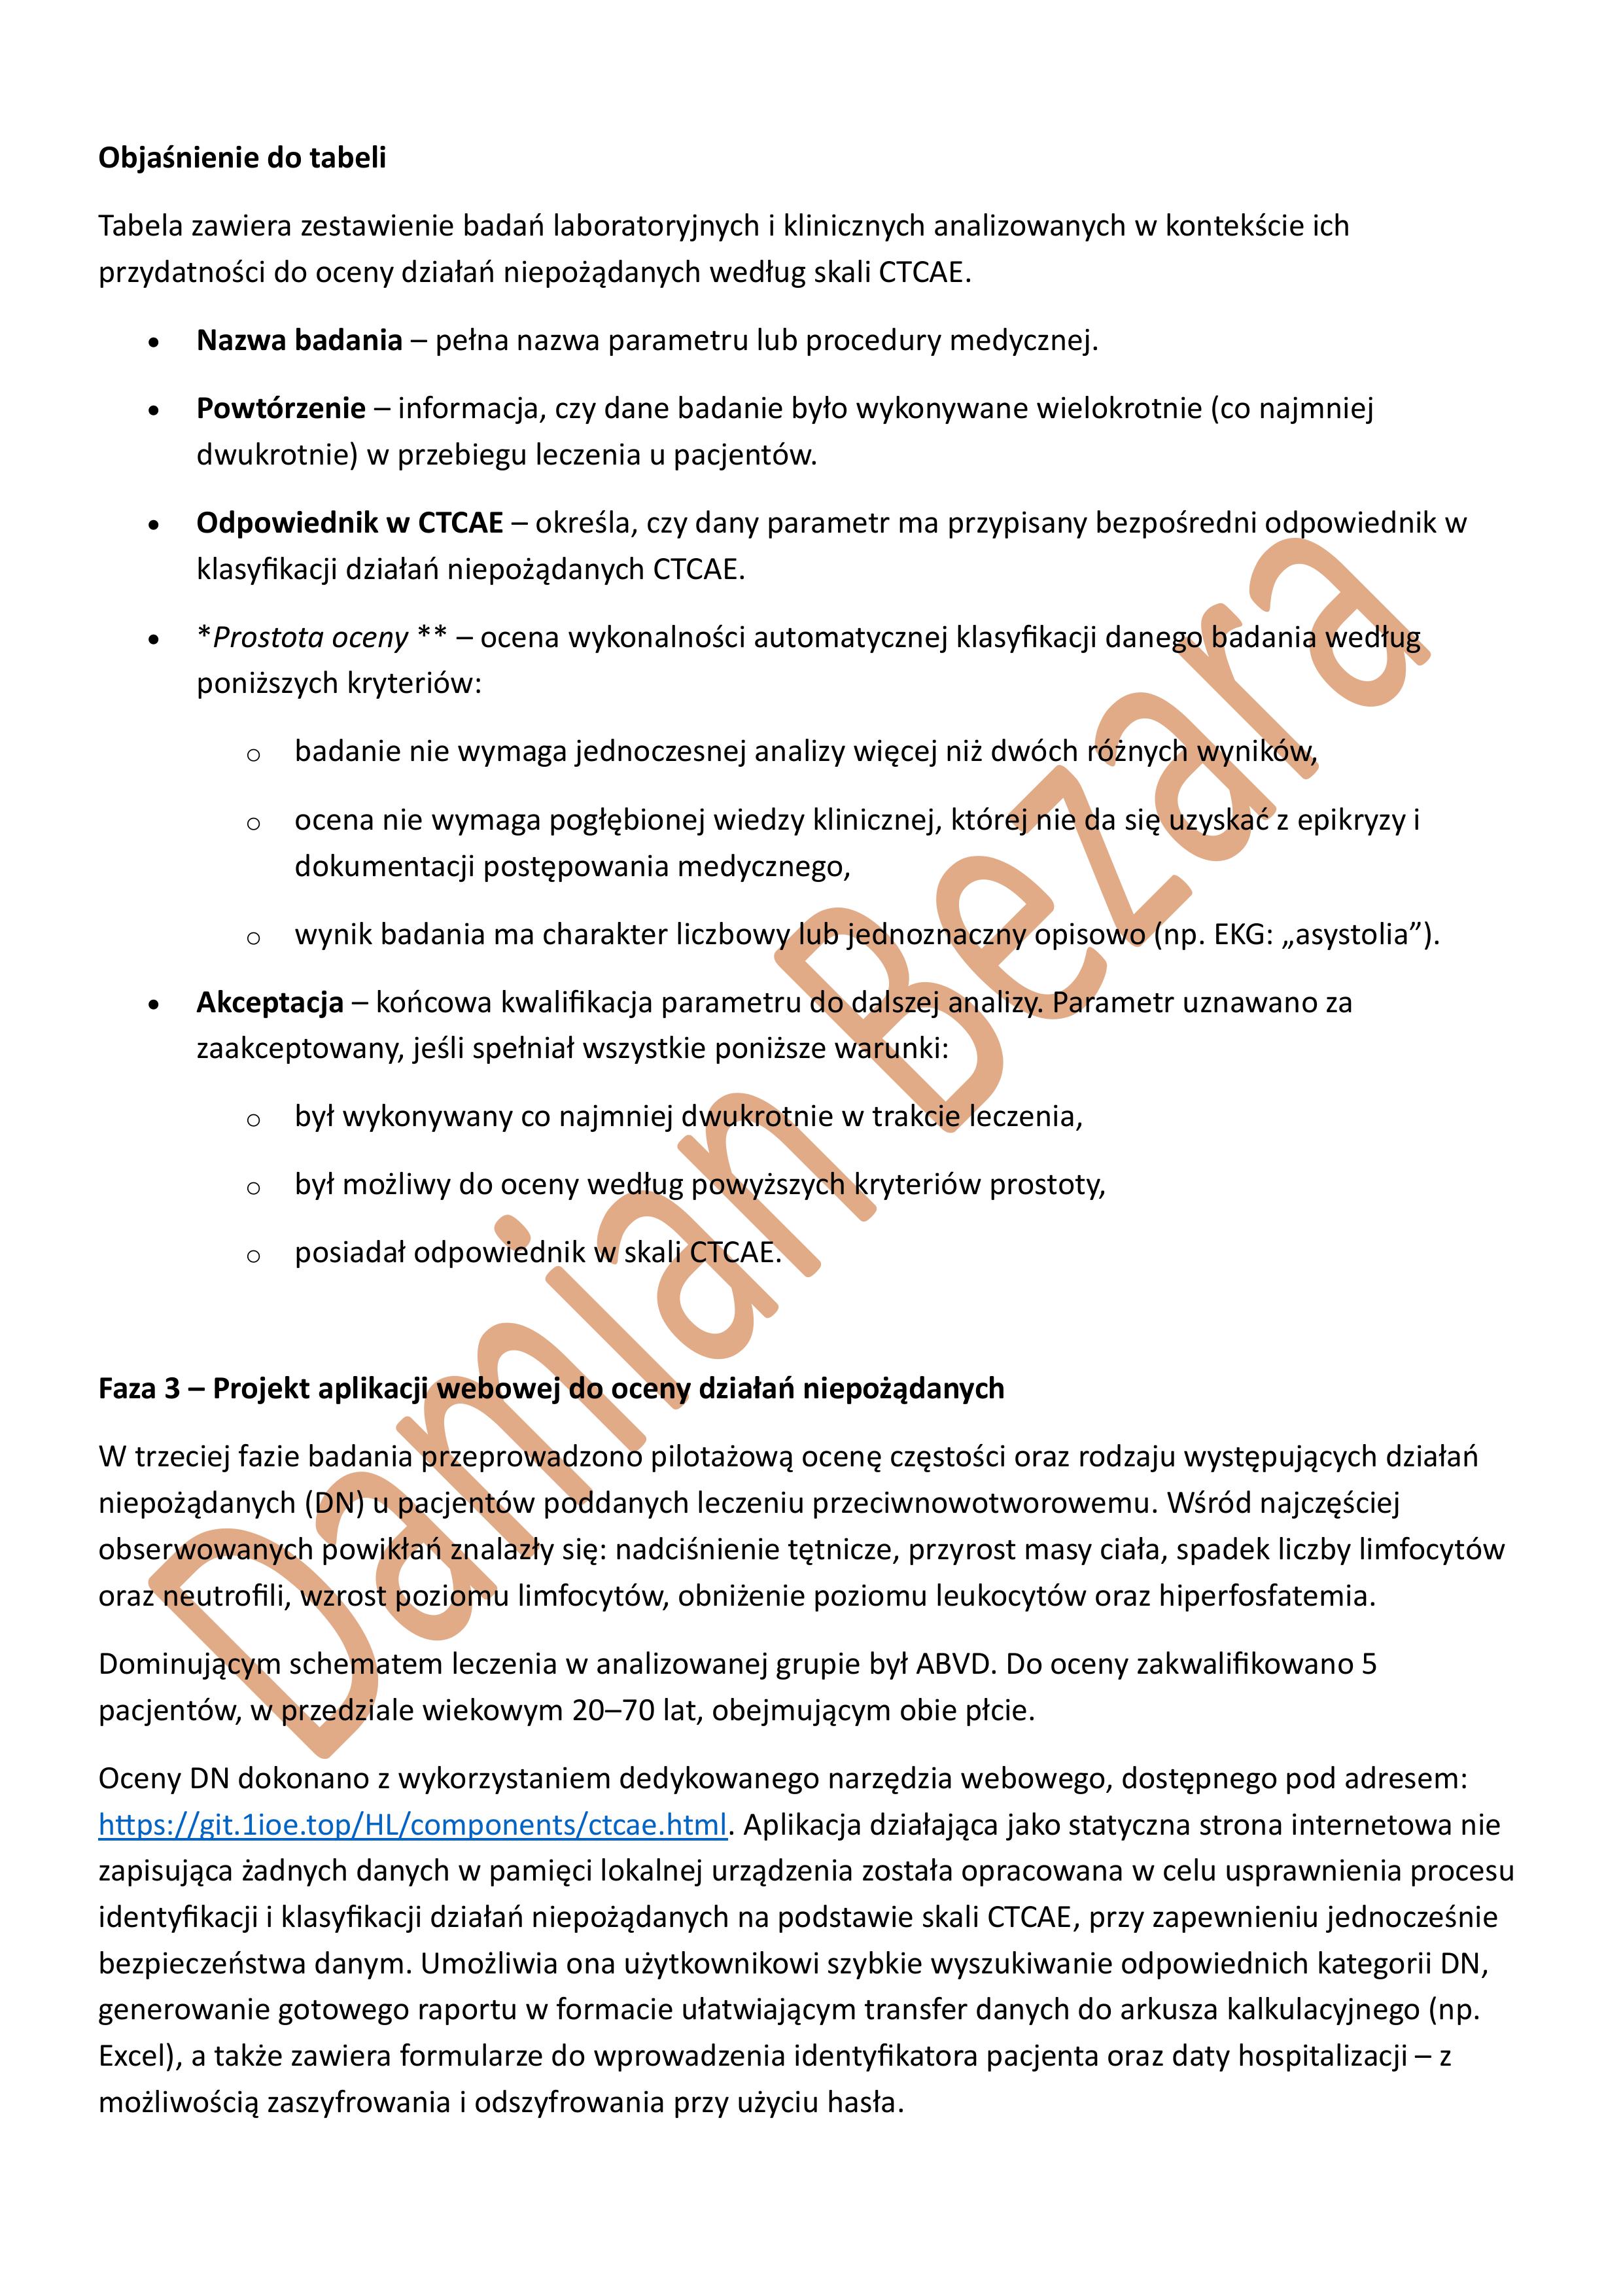 Objaśnienie do tabeli
Tabela zawiera zestawienie badań laboratoryjnych i klinicznych analizowanych w kontekście ich
przydatności do oceny działań niepożądanych według skali CTCAE.
• Nazwa badania – pełna nazwa parametru lub procedury medycznej.
• Powtórzenie – informacja, czy dane badanie było wykonywane wielokrotnie (co najmniej
dwukrotnie) w przebiegu leczenia u pacjentów.
• Odpowiednik w CTCAE – określa, czy dany parametr ma przypisany bezpośredni odpowiednik w
klasyfikacji działań niepożądanych CTCAE.
• *Prostota oceny ** – ocena wykonalności automatycznej klasyfikacji danego badania według
poniższych kryteriów:
o badanie nie wymaga jednoczesnej analizy więcej niż dwóch różnych wyników,
o ocena nie wymaga pogłębionej wiedzy klinicznej, której nie da się uzyskać z epikryzy i
dokumentacji postępowania medycznego,
o wynik badania ma charakter liczbowy lub jednoznaczny opisowo (np. EKG: „asystolia”).
• Akceptacja – końcowa kwalifikacja parametru do dalszej analizy. Parametr uznawano za
zaakceptowany, jeśli spełniał wszystkie poniższe warunki:
o był wykonywany co najmniej dwukrotnie w trakcie leczenia,
o był możliwy do oceny według powyższych kryteriów prostoty,
o posiadał odpowiednik w skali CTCAE.
Faza 3 – Projekt aplikacji webowej do oceny działań niepożądanych
W trzeciej fazie badania przeprowadzono pilotażową ocenę częstości oraz rodzaju występujących działań
niepożądanych (DN) u pacjentów poddanych leczeniu przeciwnowotworowemu. Wśród najczęściej
obserwowanych powikłań znalazły się: nadciśnienie tętnicze, przyrost masy ciała, spadek liczby limfocytów
oraz neutrofili, wzrost poziomu limfocytów, obniżenie poziomu leukocytów oraz hiperfosfatemia.
Dominującym schematem leczenia w analizowanej grupie był ABVD. Do oceny zakwalifikowano 5
pacjentów, w przedziale wiekowym 20–70 lat, obejmującym obie płcie.
Oceny DN dokonano z wykorzystaniem dedykowanego narzędzia webowego, dostępnego pod adresem:
https://git.1ioe.top/HL/components/ctcae.html. Aplikacja działająca jako statyczna strona internetowa nie
zapisująca żadnych danych w pamięci lokalnej urządzenia została opracowana w celu usprawnienia procesu
identyfikacji i klasyfikacji działań niepożądanych na podstawie skali CTCAE, przy zapewnieniu jednocześnie
bezpieczeństwa danym. Umożliwia ona użytkownikowi szybkie wyszukiwanie odpowiednich kategorii DN,
generowanie gotowego raportu w formacie ułatwiającym transfer danych do arkusza kalkulacyjnego (np.
Excel), a także zawiera formularze do wprowadzenia identyfikatora pacjenta oraz daty hospitalizacji – z
możliwością zaszyfrowania i odszyfrowania przy użyciu hasła.
Damian Bezara